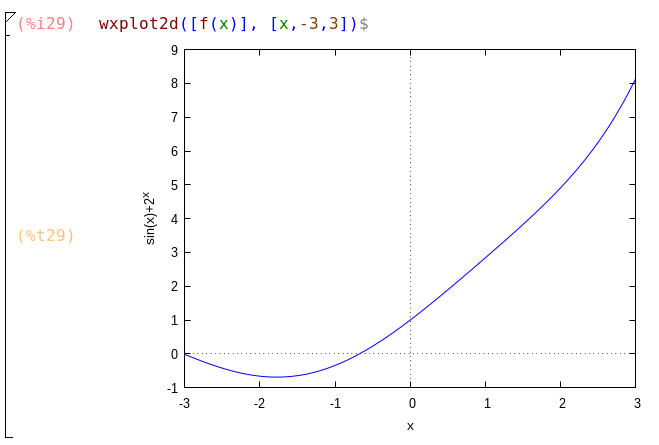 (%i29) wxplot2d([f(x)], [x,-3,3])$
9
8
7
6
5
4
3
2
1
0
-1
sin(x)+2^x
(%t29)
-3 -2 -1 0 1 2 3
x